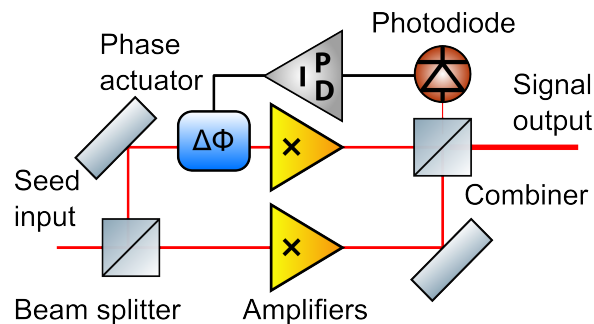 Photodiode
Phase
actuator
P
I
D
Signal
output
ΔΦ
×
Seed
input
Combiner
×
Beam splitter
Amplifiers